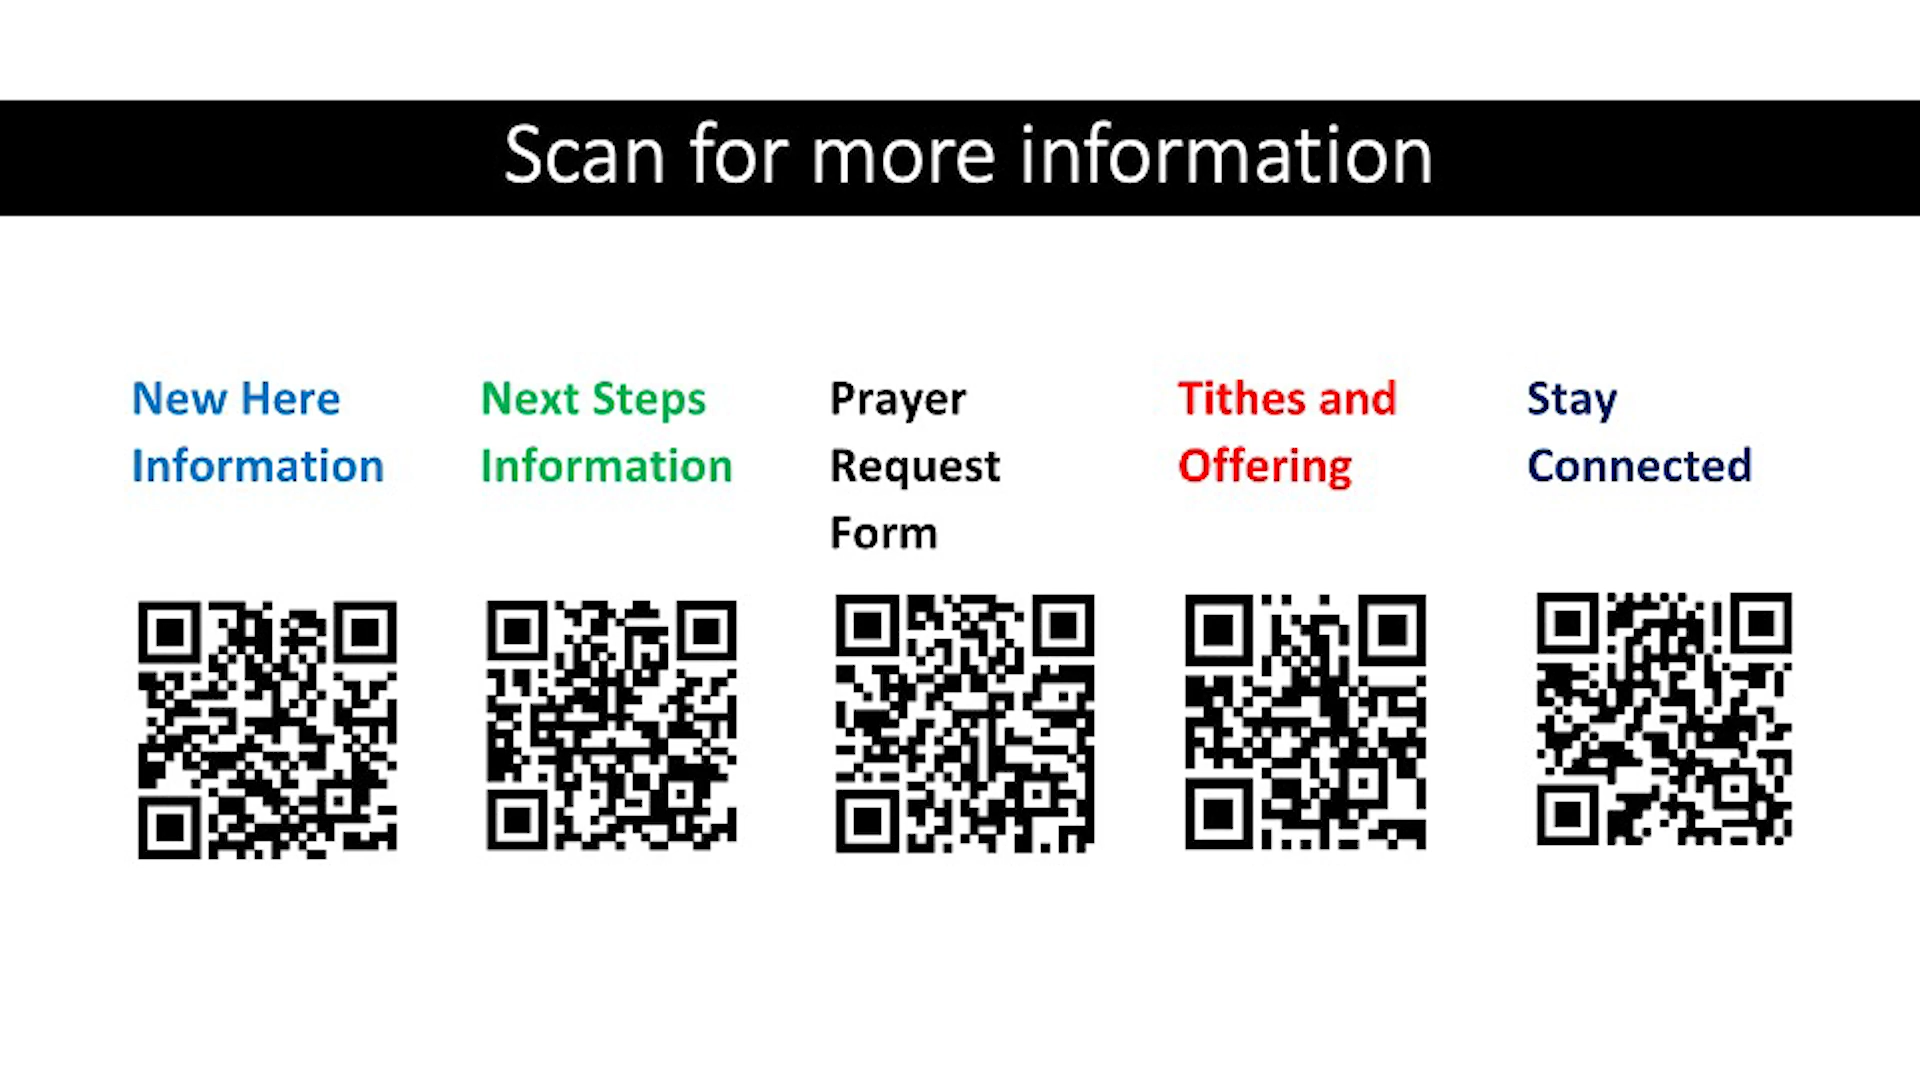 Scan for more information
New Here
Information
Next Steps
Information
Prayer
Request
Form
Tithes and
Offering
Stay
Connected